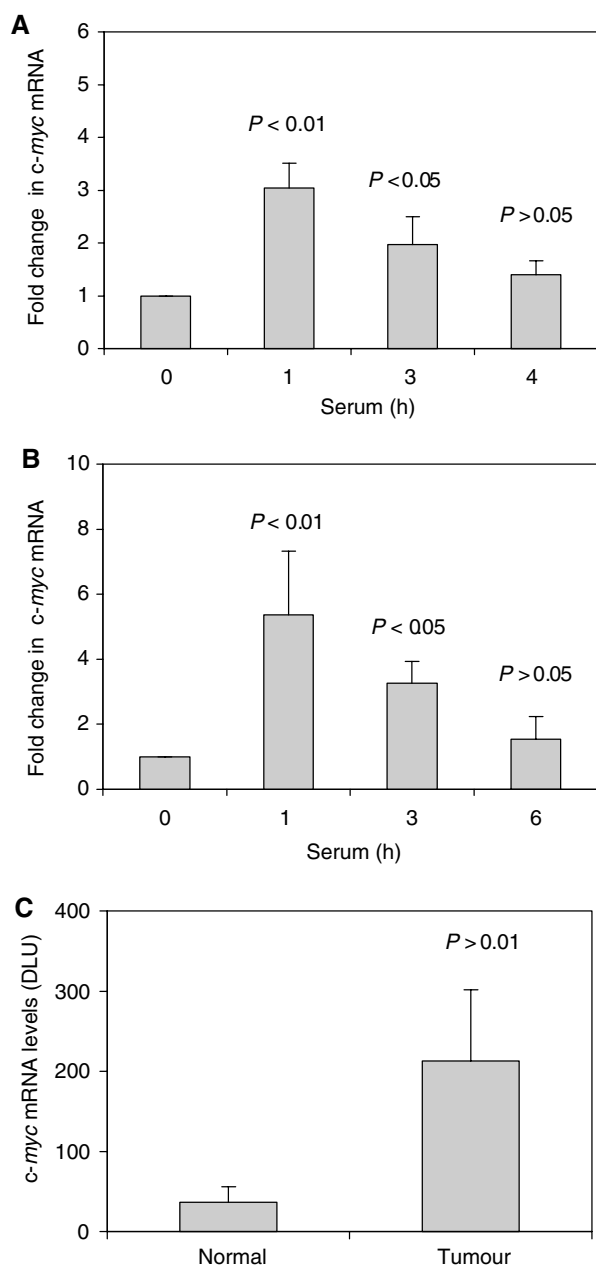 A
Fold change in c-myc mRNA
6
5
4
3
2
1
0
P < 0.01
P <0.05
P >0.05
0 1 3 4
Serum (h)
B
Fold change in c-myc mRNA
10
8
6
4
2
0
P < 0.01
P < 0.05
P > 0.05
0 1 3 6
Serum (h)
C
c-myc mRNA levels (DLU)
400
300
200
100
0
P > 0.01
Normal Tumour